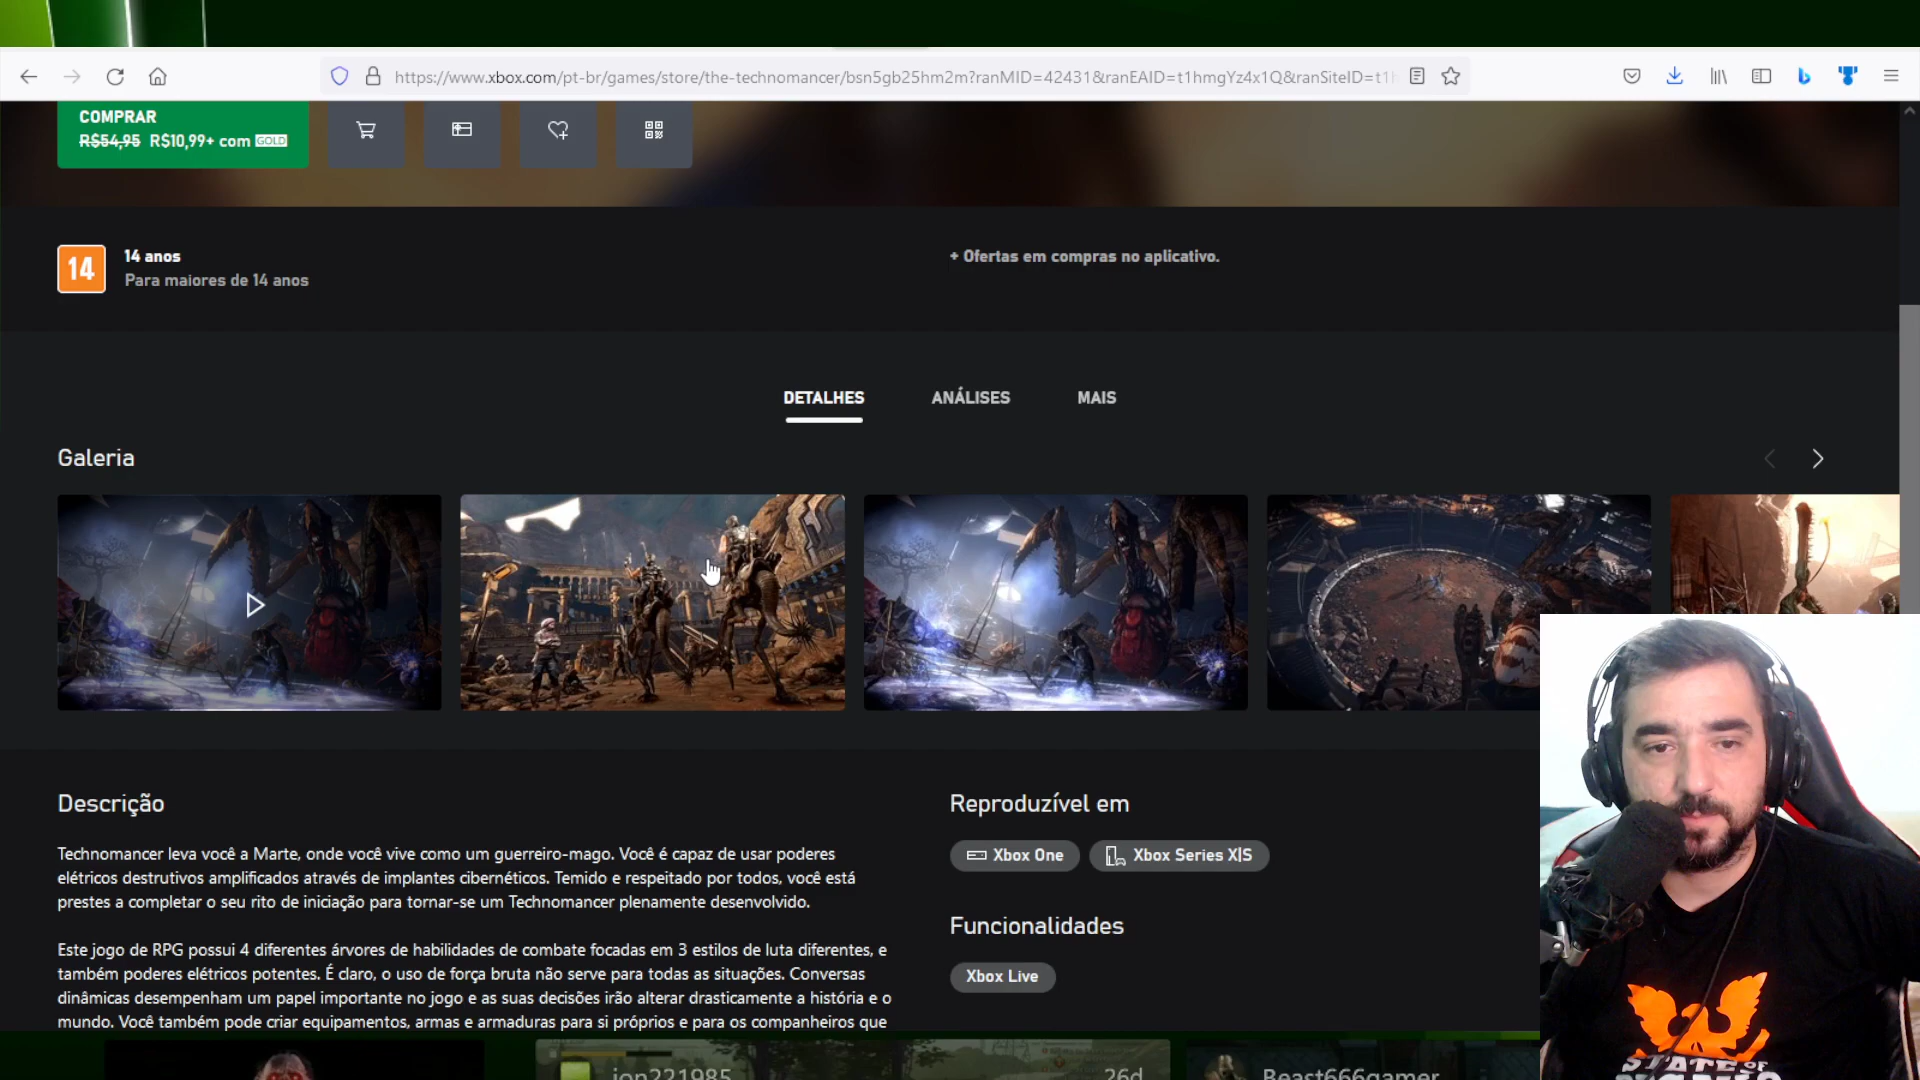 https://www.xbox.com/pt-br/games/store/the-technomancer/bsn5gb25hm2m?ranMID=42431&ranEAID=t1hmgYz4x1Q&ranSiteID=t1h
COMPRAR
R$54,95 R$10,99+ com GOLD
14
14 anos
Para maiores de 14 anos
+ Ofertas em compras no aplicativo.
DETALHES
ANÁLISES
MAIS
Galeria
Descrição
Technomancer leva você a Marte, onde você vive como um guerreiro-mago. Você é capaz de usar poderes
elétricos destrutivos amplificados através de implantes cibernéticos. Temido e respeitado por todos, você está
prestes a completar o seu rito de iniciação para tornar-se um Technomancer plenamente desenvolvido.
Este jogo de RPG possui 4 diferentes árvores de habilidades de combate focadas em 3 estilos de luta diferentes, e
também poderes elétricos potentes. É claro, o uso de força bruta não serve para todas as situações. Conversas
dinâmicas desempenham um papel importante no jogo e as suas decisões irão alterar drasticamente a história e o
mundo. Você também pode criar equipamentos, armas e armaduras para si próprios e para os companheiros que
Reproduzível em
Xbox One
Xbox Series X|S
Funcionalidades
Xbox Live
STATE OF
ion221985
26d
Beast666gamer